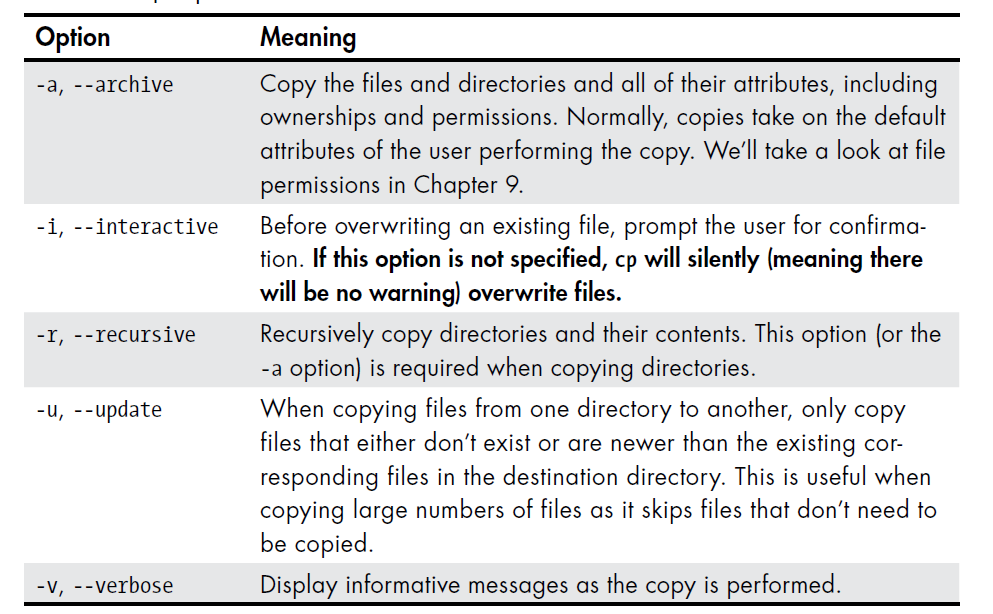 Option Meaning
-a, --archive Copy the files and directories and all of their attributes, including
ownerships and permissions. Normally, copies take on the default
attributes of the user performing the copy. We’ll take a look at file
permissions in Chapter 9.
-i, --interactive Before overwriting an existing file, prompt the user for confirma-
tion. If this option is not specified, cp will silently (meaning there
will be no warning) overwrite files.
-r, --recursive Recursively copy directories and their contents. This option (or the
-a option) is required when copying directories.
-u, --update When copying files from one directory to another, only copy
files that either don’t exist or are newer than the existing cor-
responding files in the destination directory. This is useful when
copying large numbers of files as it skips files that don’t need to
be copied.
-v, --verbose Display informative messages as the copy is performed.